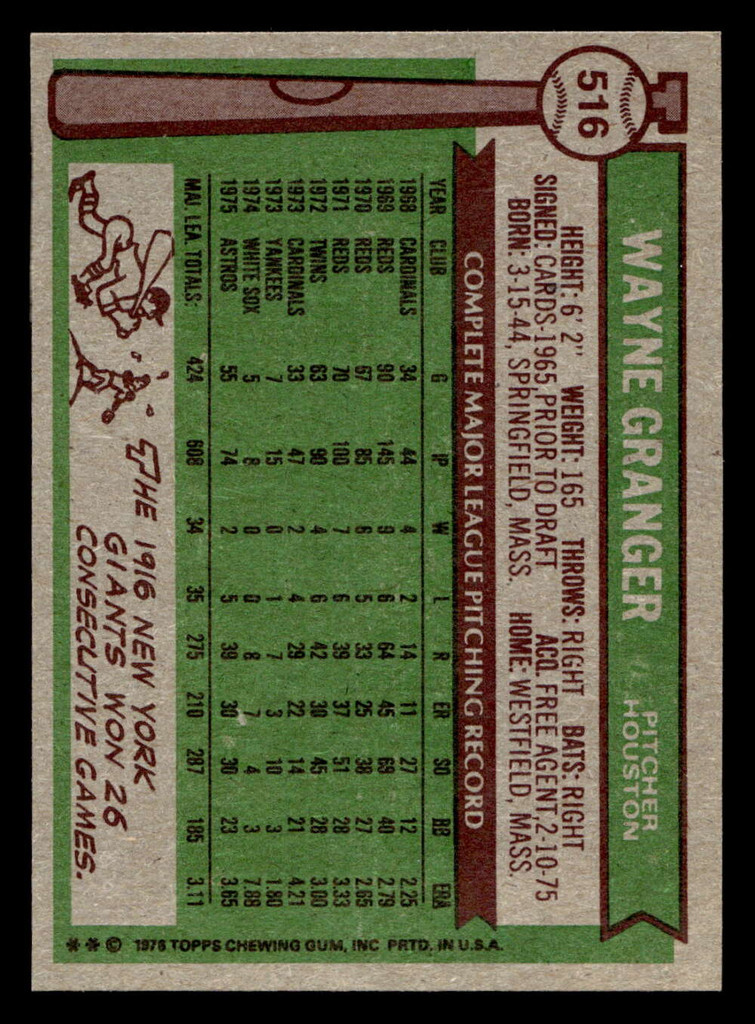 516
WAYNE GRANGER
PITCHER
HOUSTON
HEIGHT: 6' 2" WEIGHT: 165 THROWS: RIGHT BATS: RIGHT
SIGNED: CARDS-1965, PRIOR TO DRAFT ACQ. FREE AGENT, 2-10-75
BORN: 3-15-44, SPRINGFIELD, MASS. HOME: WESTFIELD, MASS.
COMPLETE MAJOR LEAGUE PITCHING RECORD
YEAR CLUB G IP W L R ER SO BB ERA
1968 CARDINALS 34 44 4 2 14 11 27 12 2.25
1969 REDS 90 145 9 6 64 45 69 40 2.79
1970 REDS 67 85 6 5 33 25 38 27 2.65
1971 REDS 70 100 7 6 39 37 51 28 3.33
1972 TWINS 63 90 4 6 42 30 45 28 3.00
1973 CARDINALS 33 47 2 4 29 22 14 21 4.21
1973 YANKEES 7 15 0 1 7 3 10 3 1.80
1974 WHITE SOX 5 8 0 0 8 7 4 3 7.88
1975 ASTROS 55 74 2 5 39 30 30 23 3.65
MAJ. LEA. TOTALS: 424 608 34 35 275 210 287 185 3.11
THE 1916 NEW YORK
GIANTS WON 26
CONSECUTIVE GAMES.
** © 1976 TOPPS CHEWING GUM, INC PRTD. IN U.S.A.